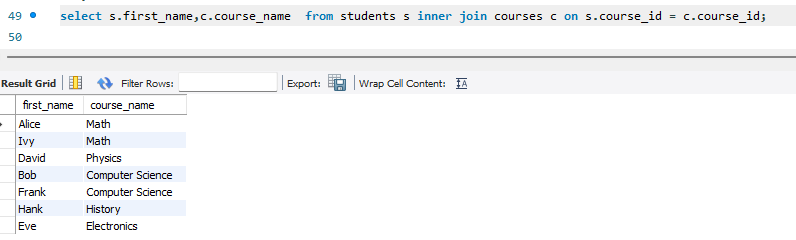 49 select s.first_name,c.course_name  from students s inner join courses c on s.course_id = c.course_id;
50
Result Grid Filter Rows: Export: Wrap Cell Content: IA
first_name course_name
Alice Math
Ivy Math
David Physics
Bob Computer Science
Frank Computer Science
Hank History
Eve Electronics